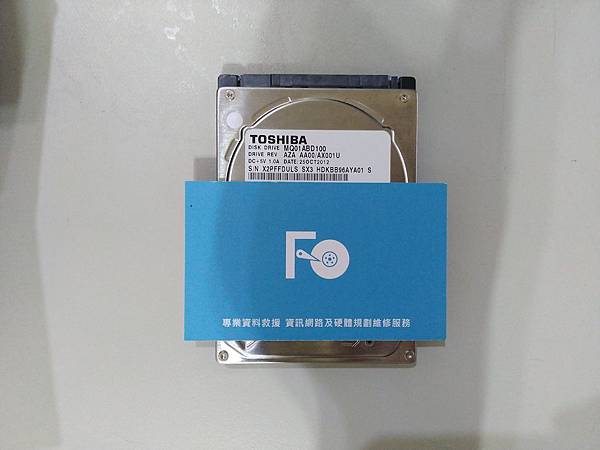 TOSHIBA
DISK DRIVE MQ01ABD100
DRIVE REV. AZA AA00/AX001U
DC+5V 1.0A DATE:25OCT2012
S/N X2PFFDULS SX3 HDKBB96AYA01 S
FO
專業資料救援 資訊網路及硬體規劃維修服務